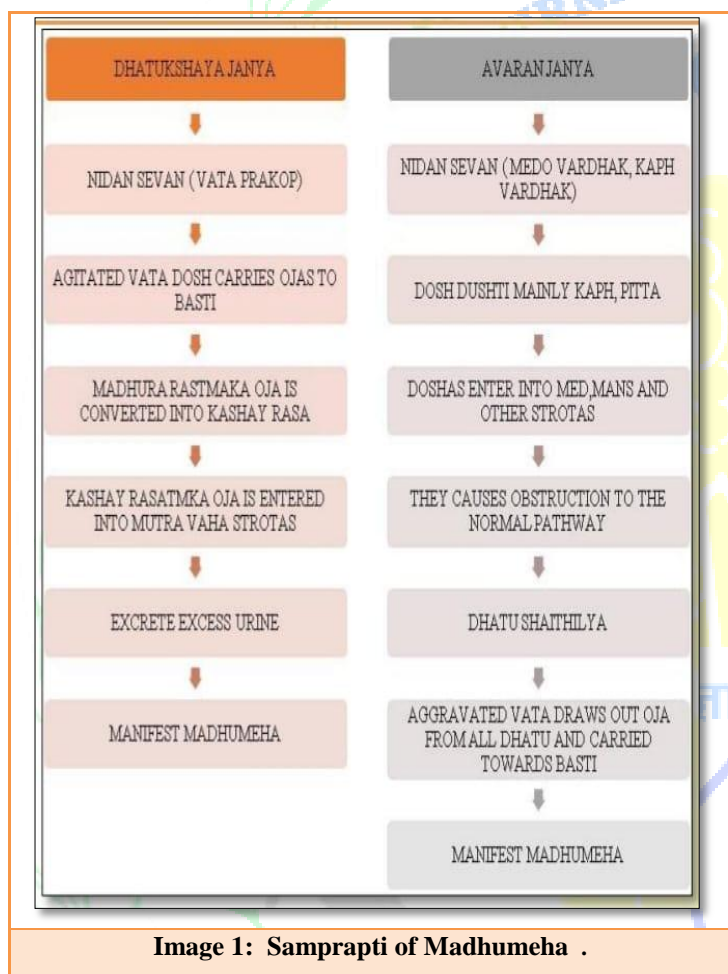 DHATUKSHAYA JANYA
NIDAN SEVAN ( VATA PRAKOP)
AGITATED VATA DOSH CARRIES OJAS TO
BASTI
MADHURA RASTMAKA OJA IS
CONVERTED INTO KASHAY RASA
KASHAY RASATMKA OJA IS ENTERED
INTO MUTRA VAHA STROTAS
EXCRETE EXCESS URINE
MANIFEST MADHUMEHA
AVARAN JANYA
NIDAN SEVAN ( MEDO VARDHAK, KAPH
VARDHAK)
DOSH DUSHTI MAINLY KAPH, PITTA
DOSHAS ENTER INTO MED,MANS AND
OTHER STROTAS
THEY CAUSES OBSTRUCTION TO THE
NORMAL PATHWAY
DHATU SHAITHILYA
AGGRAVATED VATA DRAWS OUT OJA
FROM ALL DHATU AND CARRIED
TOWARDS BASTI
MANIFEST MADHUMEHA
Image 1: Samprapti of Madhumeha .